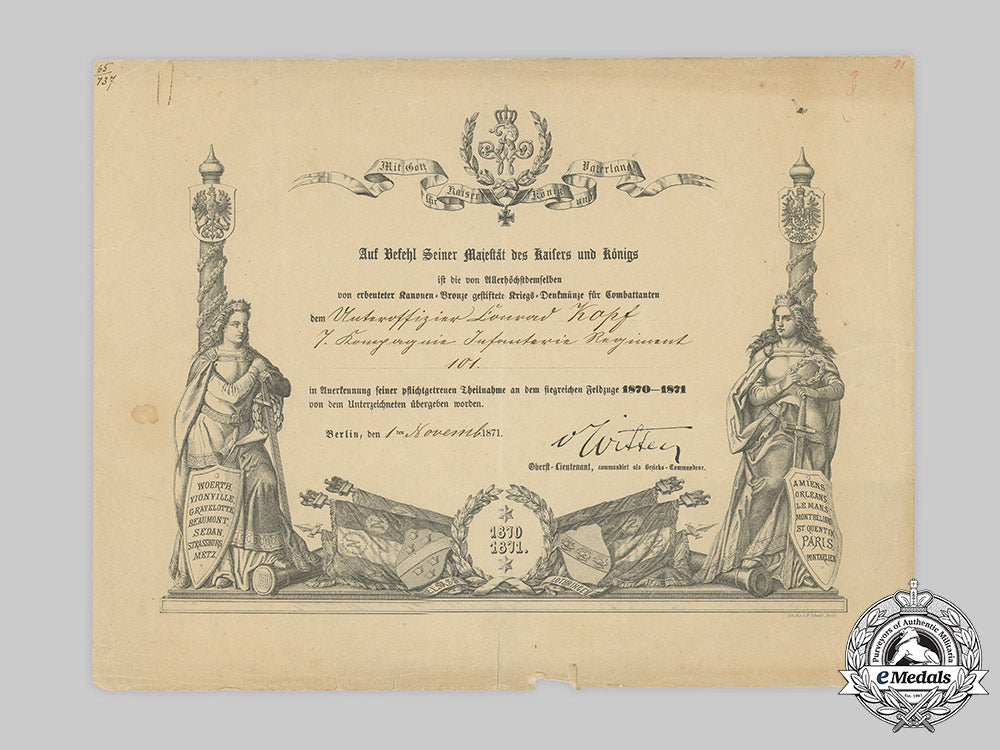 65
737
Mit Gott
Vaterland
für Kaiser König und
Auf Befehl Seiner Majestät des Kaisers und Königs
ist die von Allerhöchstdemselben
von erbeuteter Kanonen-Bronze gestiftete Kriegs-Denkmünze für Combattanten
dem Unteroffizier Conrad Kopf
7. Kompagnie Infanterie Regiment
101.
in Anerkennung seiner pflichtgetreuen Theilnahme an dem siegreichen Feldzuge 1870—1871
von dem Unterzeichneten übergeben worden.
Berlin, den 1ten Novemb 1871.
v Witten
Oberst-Lieutenant, commandirt als Bezirks-Commandeur.
WOERTH
VIONVILLE
GRAVELOTTE
BEAUMONT
SEDAN
STRASSBURG
METZ
AMIENS
ORLEANS
LE MANS
MONTBÉLIARD
ST QUENTIN
PARIS
PONTARLIER
1870
1871.
ELSASS
LOTHRINGEN
Purveyors of Authentic Militaria
eMedals